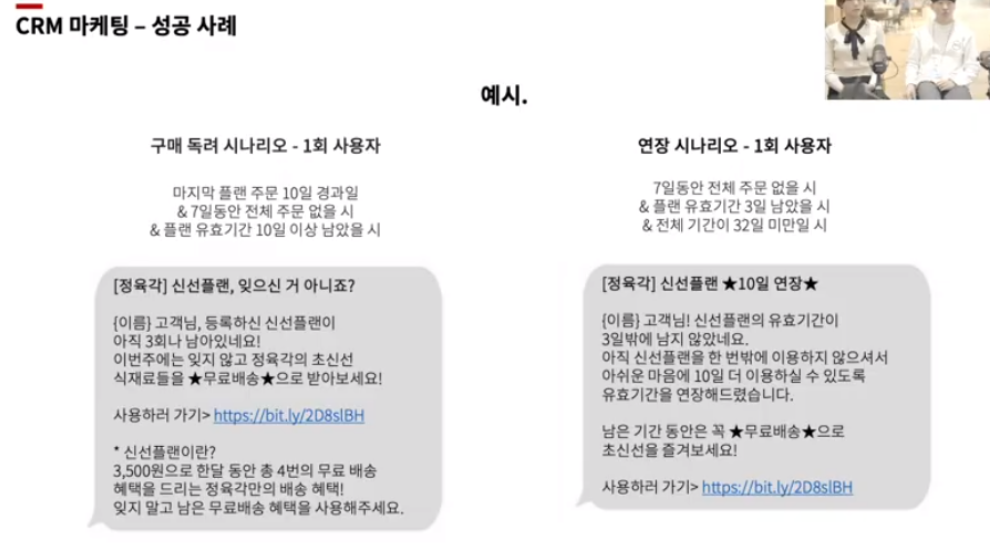 CRM 마케팅 – 성공 사례
예시.
구매 독려 시나리오 - 1회 사용자
마지막 플랜 주문 10일 경과일
& 7일동안 전체 주문 없을 시
& 플랜 유효기간 10일 이상 남았을 시
[정육각] 신선플랜, 잊으신 거 아니죠?
{이름} 고객님, 등록하신 신선플랜이
아직 3회나 남아있네요!
이번주에는 잊지 않고 정육각의 초신선
식재료들을 ★무료배송★으로 받아보세요!
사용하러 가기> https://bit.ly/2D8slBH
* 신선플랜이란?
3,500원으로 한달 동안 총 4번의 무료 배송
혜택을 드리는 정육각만의 배송 혜택!
잊지 말고 남은 무료배송 혜택을 사용해주세요.
연장 시나리오 - 1회 사용자
7일동안 전체 주문 없을 시
& 플랜 유효기간 3일 남았을 시
& 전체 기간이 32일 미만일 시
[정육각] 신선플랜 ★10일 연장★
{이름} 고객님! 신선플랜의 유효기간이
3일밖에 남지 않았네요.
아직 신선플랜을 한 번밖에 이용하지 않으셔서
아쉬운 마음에 10일 더 이용하실 수 있도록
유효기간을 연장해드렸습니다.
남은 기간 동안은 꼭 ★무료배송★으로
초신선을 즐겨보세요!
사용하러 가기> https://bit.ly/2D8slBH